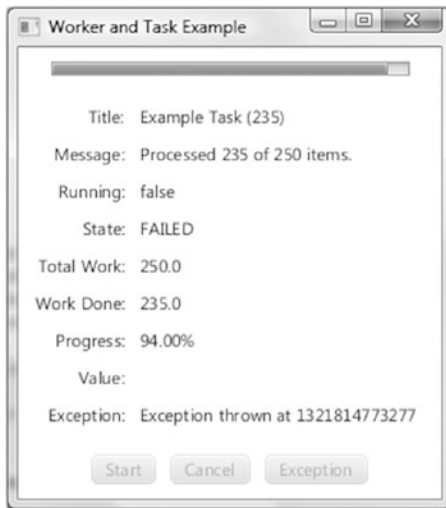 Worker and Task Example
Title: Example Task (235)
Message: Processed 235 of 250 items.
Running: false
State: FAILED
Total Work: 250.0
Work Done: 235.0
Progress: 94.00%
Value:
Exception: Exception thrown at 1321814773277
Start Cancel Exception